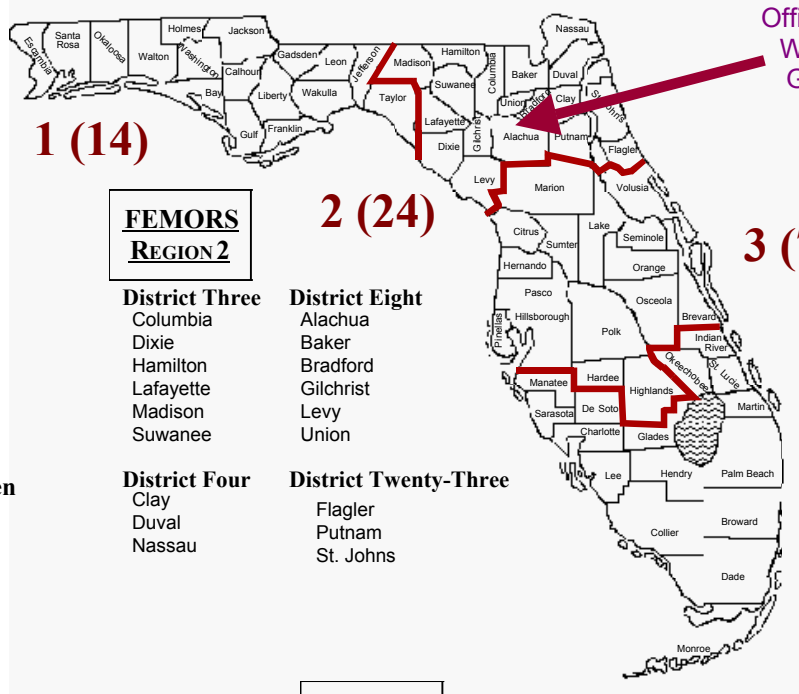 Offi
W
G
Escambia
Santa
Rosa
Okaloosa
Walton
Holmes
Washington
Jackson
Bay
Calhoun
Gulf
Liberty
Franklin
Gadsden
Leon
Wakulla
Jefferson
Madison
Taylor
Hamilton
Suwanee
Lafayette
Dixie
Columbia
Gilchrist
Baker
Union
Bradford
Nassau
Duval
Clay
St. Johns
Alachua
Putnam
Flagler
Levy
Marion
Volusia
Citrus
Sumter
Lake
Seminole
Hernando
Orange
Pasco
Osceola
Hillsborough
Pinellas
Polk
Brevard
Indian
River
Okeechobee
St. Lucie
Manatee
Hardee
Highlands
Sarasota
De Soto
Martin
Charlotte
Glades
Lee
Hendry
Palm Beach
Collier
Broward
Dade
Monroe
1 (14)
2 (24)
3 (
FEMORS
REGION 2
District Three
Columbia
Dixie
Hamilton
Lafayette
Madison
Suwanee
District Eight
Alachua
Baker
Bradford
Gilchrist
Levy
Union
en
District Four
Clay
Duval
Nassau
District Twenty-Three
Flagler
Putnam
St. Johns